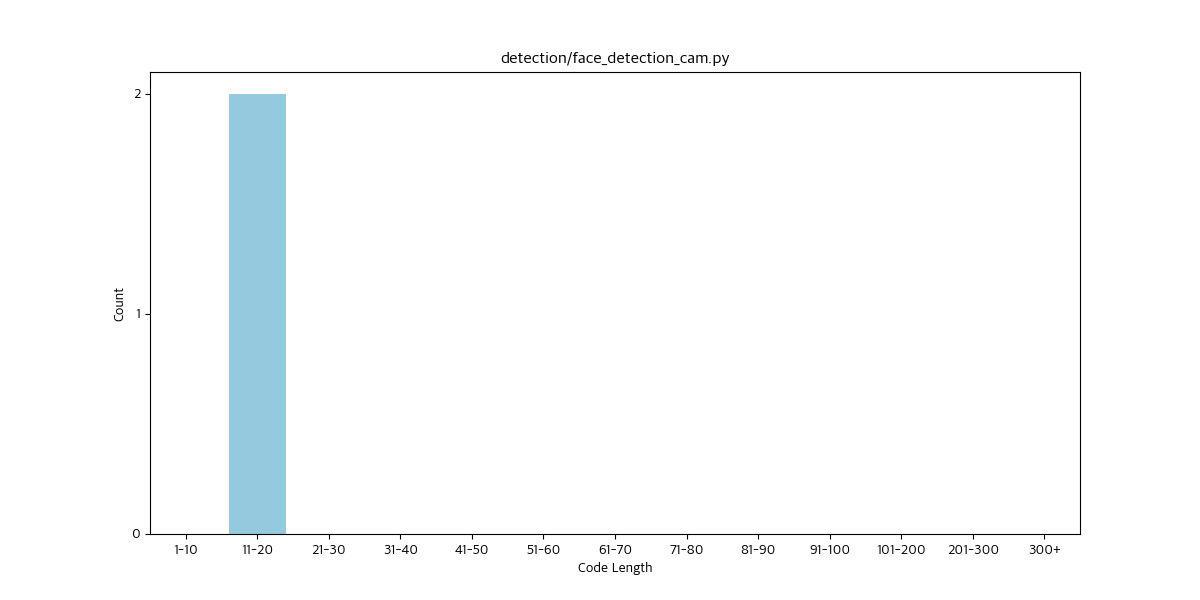 detection/face_detection_cam.py
2
1
0
Count
1-10 11-20 21-30 31-40 41-50 51-60 61-70 71-80 81-90 91-100 101-200 201-300 300+
Code Length